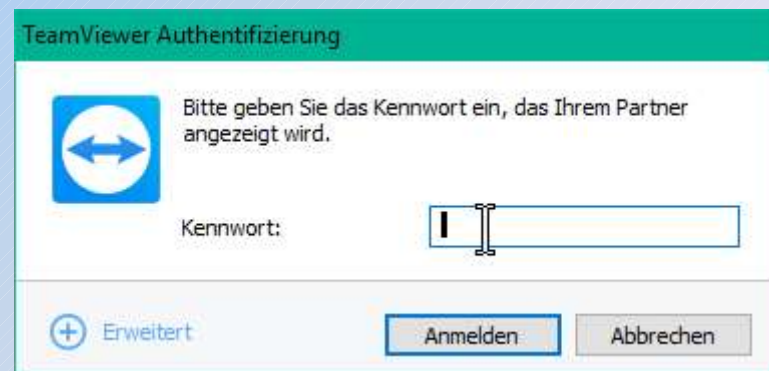 TeamViewer Authentifizierung
Bitte geben Sie das Kennwort ein, das Ihrem Partner
angezeigt wird.
Kennwort:
Erweitert
Anmelden
Abbrechen